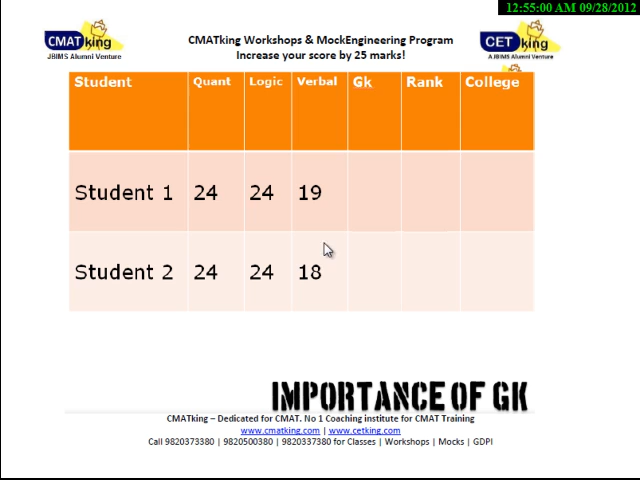 12:55:00 AM 09/28/2012
CMATking
JBIMS Alumni Venture
CMATking Workshops & MockEngineering Program
Increase your score by 25 marks!
CETking
A JBIMS Alumni Venture
Student Quant Logic Verbal Gk Rank College
Student 1 24 24 19
Student 2 24 24 18
IMPORTANCE OF GK
CMATking – Dedicated for CMAT. No 1 Coaching institute for CMAT Training
www.cmatking.com | www.cetking.com
Call 9820373380 | 9820500380 | 9820337380 for Classes | Workshops | Mocks | GDPI